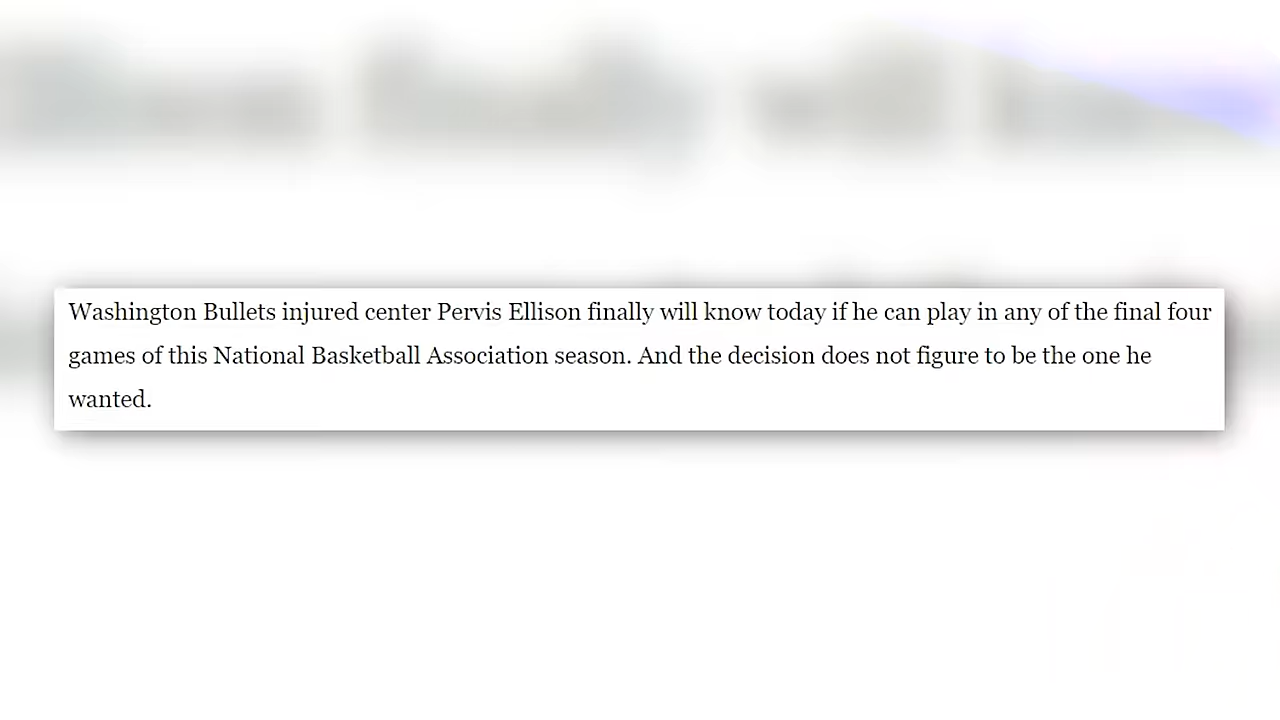 Washington Bullets injured center Pervis Ellison finally will know today if he can play in any of the final four
games of this National Basketball Association season. And the decision does not figure to be the one he
wanted.